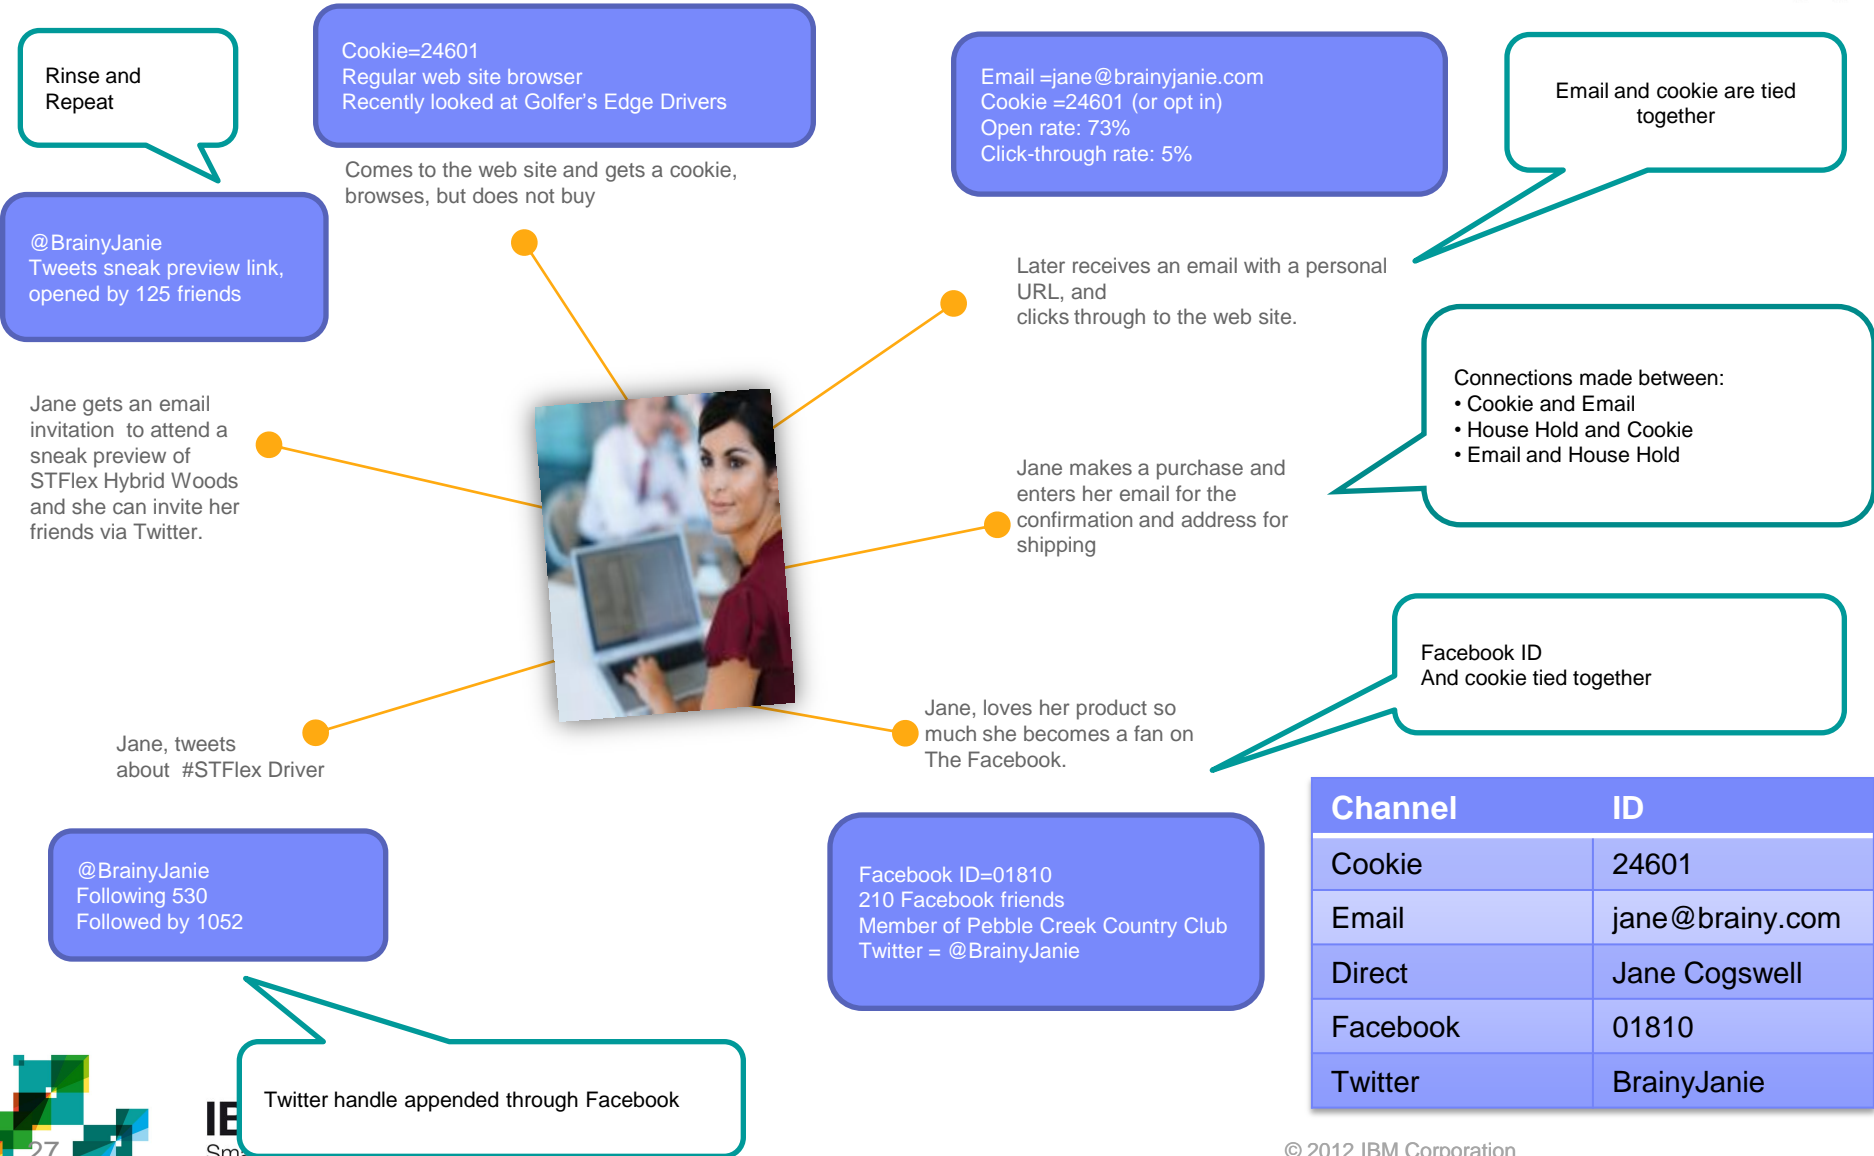 Rinse and
Repeat
Cookie=24601
Regular web site browser
Recently looked at Golfer's Edge Drivers
Comes to the web site and gets a cookie,
browses, but does not buy
Email =jane@brainyjanie.com
Cookie =24601 (or opt in)
Open rate: 73%
Click-through rate: 5%
Email and cookie are tied
together
Later receives an email with a personal
URL, and
clicks through to the web site.
Connections made between:
• Cookie and Email
• House Hold and Cookie
• Email and House Hold
Jane makes a purchase and
enters her email for the
confirmation and address for
shipping
Facebook ID
And cookie tied together
Jane, loves her product so
much she becomes a fan on
The Facebook.
Facebook ID=01810
210 Facebook friends
Member of Pebble Creek Country Club
Twitter = @BrainyJanie
Jane, tweets
about #STFlex Driver
@BrainyJanie
Following 530
Followed by 1052
Twitter handle appended through Facebook
Jane gets an email
invitation to attend a
sneak preview of
STFlex Hybrid Woods
and she can invite her
friends via Twitter.
@BrainyJanie
Tweets sneak preview link,
opened by 125 friends
Channel ID
Cookie 24601
Email jane@brainy.com
Direct Jane Cogswell
Facebook 01810
Twitter BrainyJanie
27
© 2012 IBM Corporation